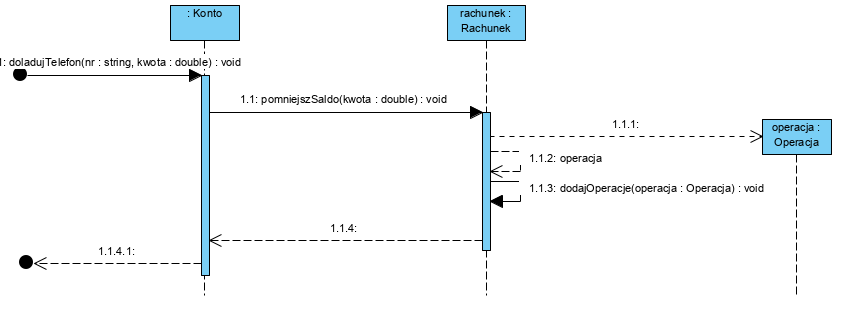 : Konto
rachunek :
Rachunek
1: doladujTelefon(nr : string, kwota : double) : void
1.1: pomniejszSaldo(kwota : double) : void
1.1.1:
operacja :
Operacja
1.1.2: operacja
1.1.3: dodajOperacje(operacja : Operacja) : void
1.1.4:
1.1.4.1: